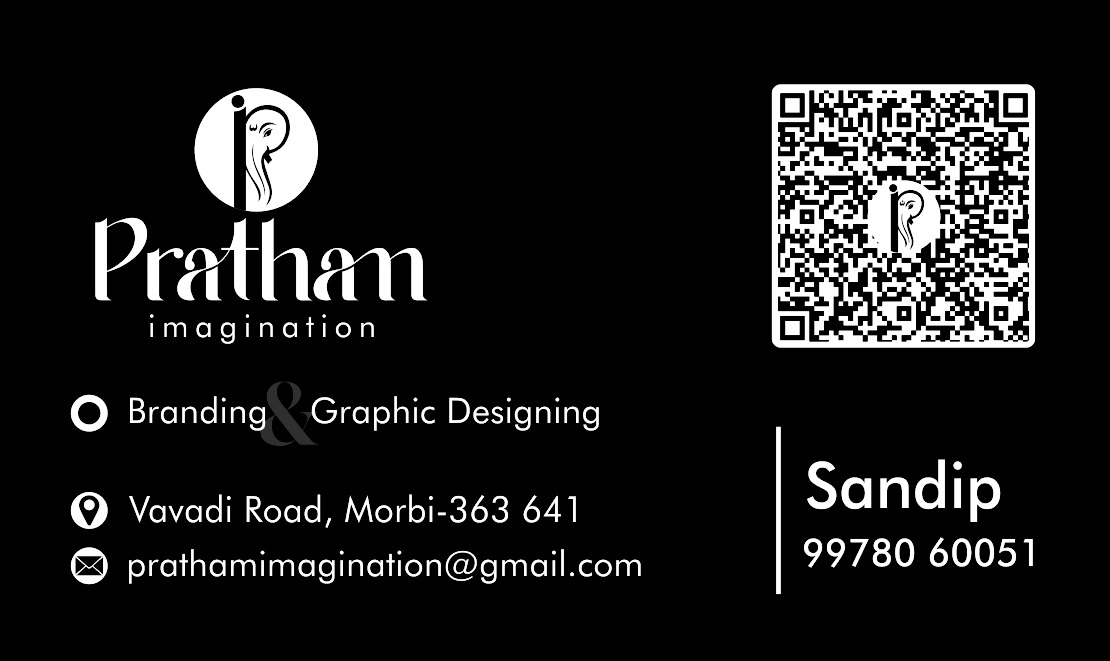 Pratham
imagination
Branding & Graphic Designing
Vavadi Road, Morbi-363 641
prathamimagination@gmail.com
Sandip
99780 60051